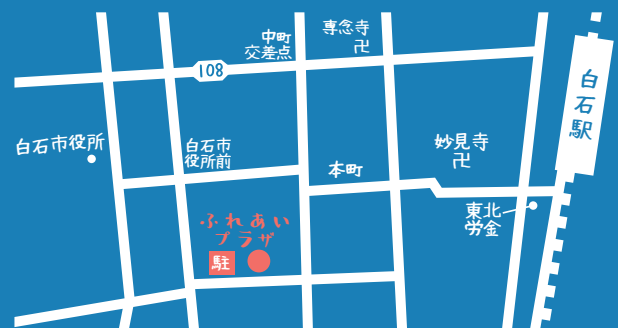 中町
交差点
専念寺
卍
108
白石駅
白石市役所
白石市
役所前
本町
妙見寺
卍
東北
労金
ふれあい
プラザ
駐